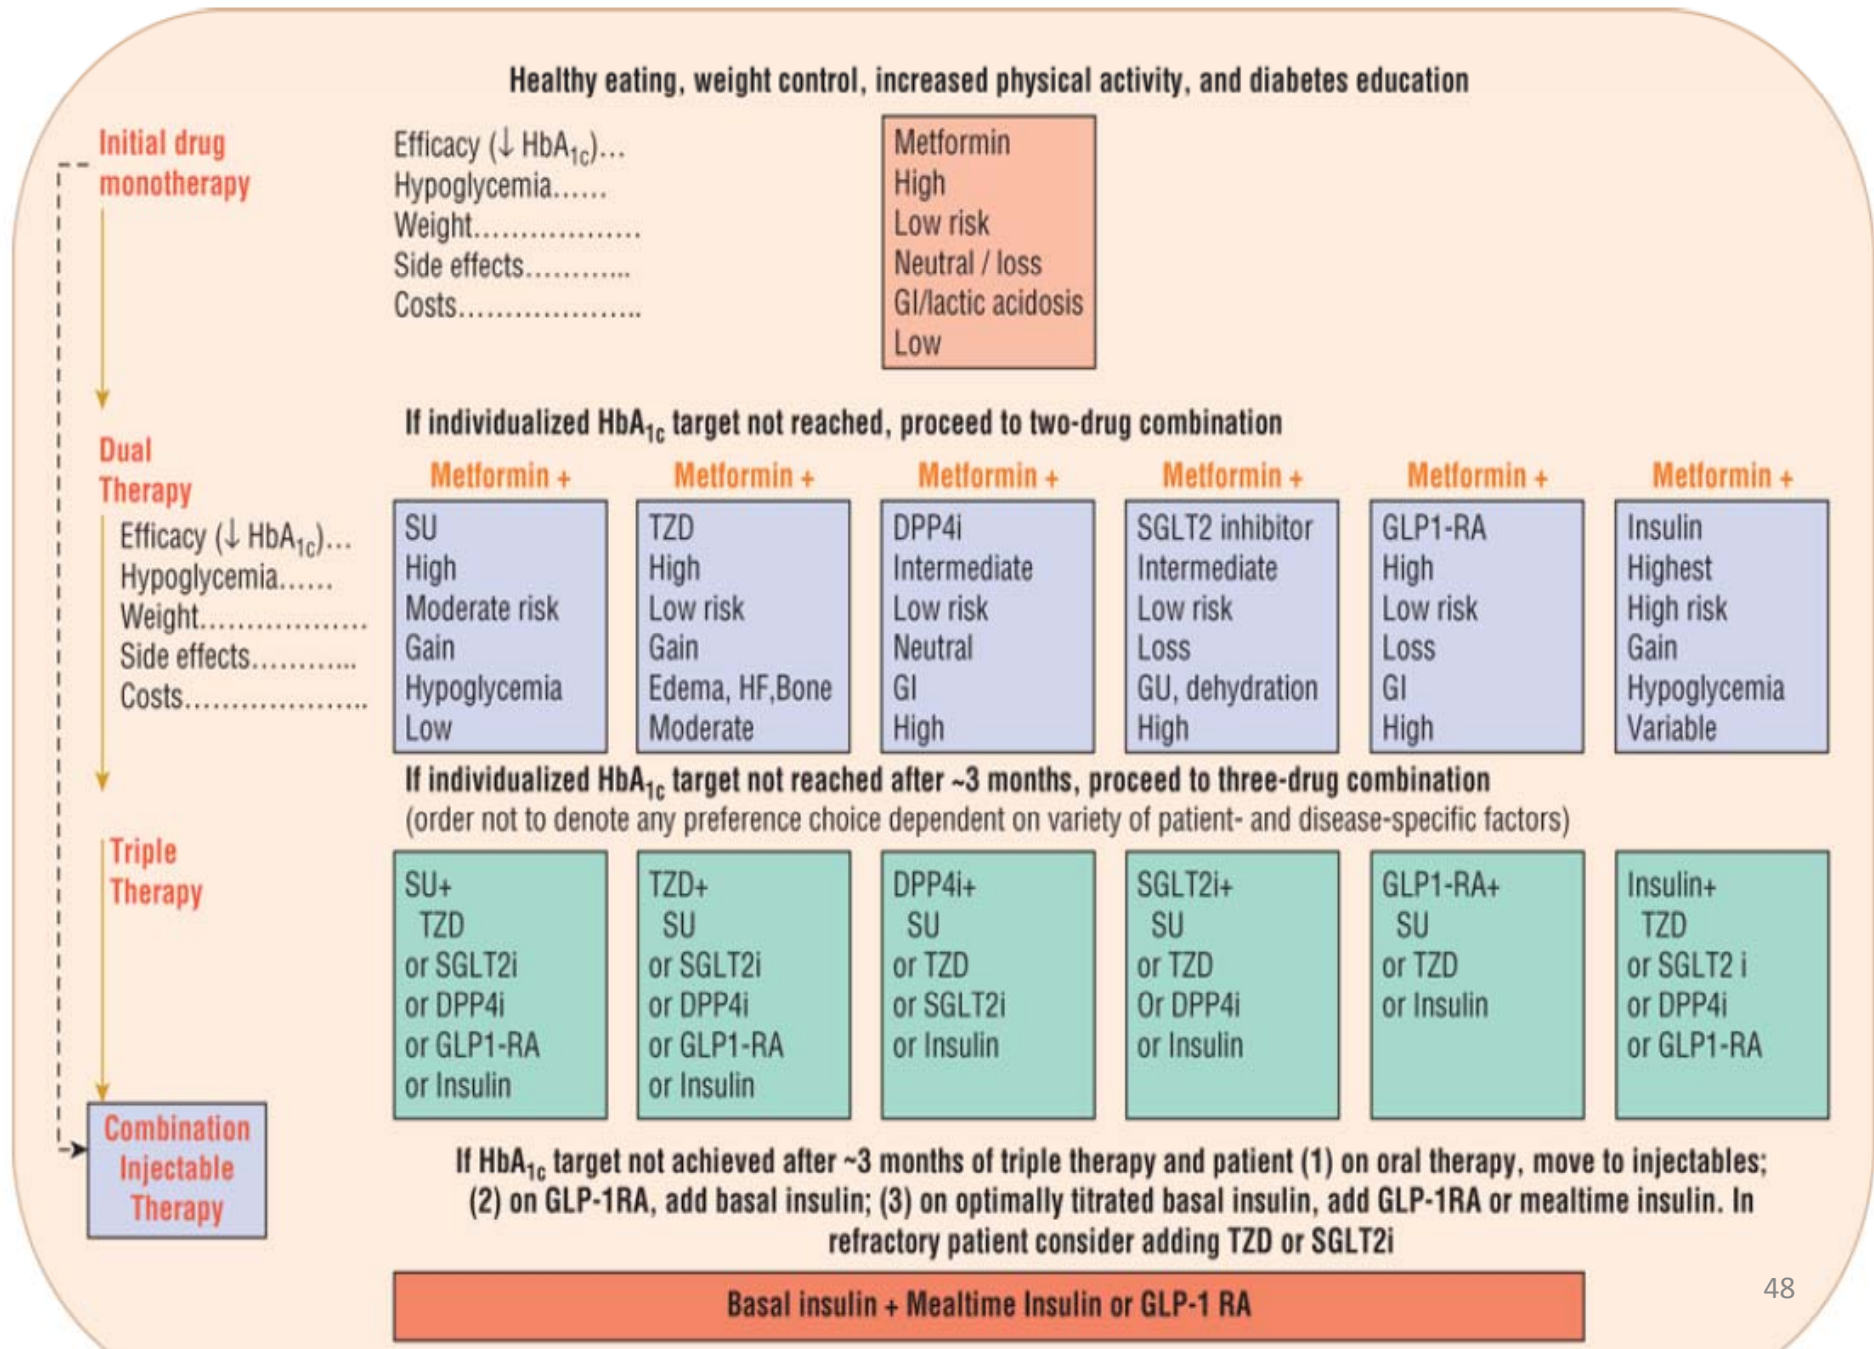 Healthy eating, weight control, increased physical activity, and diabetes education
Initial drug
monotherapy
Efficacy (↓ HbA1c)...
Hypoglycemia......
Weight..................
Side effects...........
Costs....................
Metformin
High
Low risk
Neutral / loss
GI/lactic acidosis
Low
If individualized HbA1c target not reached, proceed to two-drug combination
Dual
Therapy
Efficacy (↓ HbA1c)...
Hypoglycemia......
Weight..................
Side effects...........
Costs....................
Metformin +
SU
High
Moderate risk
Gain
Hypoglycemia
Low
Metformin +
TZD
High
Low risk
Gain
Edema, HF,Bone
Moderate
Metformin +
DPP4i
Intermediate
Low risk
Neutral
GI
High
Metformin +
SGLT2 inhibitor
Intermediate
Low risk
Loss
GU, dehydration
High
Metformin +
GLP1-RA
High
Low risk
Loss
GI
High
Metformin +
Insulin
Highest
High risk
Gain
Hypoglycemia
Variable
If individualized HbA1c target not reached after ~3 months, proceed to three-drug combination
(order not to denote any preference choice dependent on variety of patient- and disease-specific factors)
Triple
Therapy
SU+
TZD
or SGLT2i
or DPP4i
or GLP1-RA
or Insulin
TZD+
SU
or SGLT2i
or DPP4i
or GLP1-RA
or Insulin
DPP4i+
SU
or TZD
or SGLT2i
or Insulin
SGLT2i+
SU
or TZD
Or DPP4i
or Insulin
GLP1-RA+
SU
or TZD
or Insulin
Insulin+
TZD
or SGLT2 i
or DPP4i
or GLP1-RA
Combination
Injectable
Therapy
If HbA1c target not achieved after ~3 months of triple therapy and patient (1) on oral therapy, move to injectables;
(2) on GLP-1RA, add basal insulin; (3) on optimally titrated basal insulin, add GLP-1RA or mealtime insulin. In
refractory patient consider adding TZD or SGLT2i
Basal insulin + Mealtime Insulin or GLP-1 RA
48